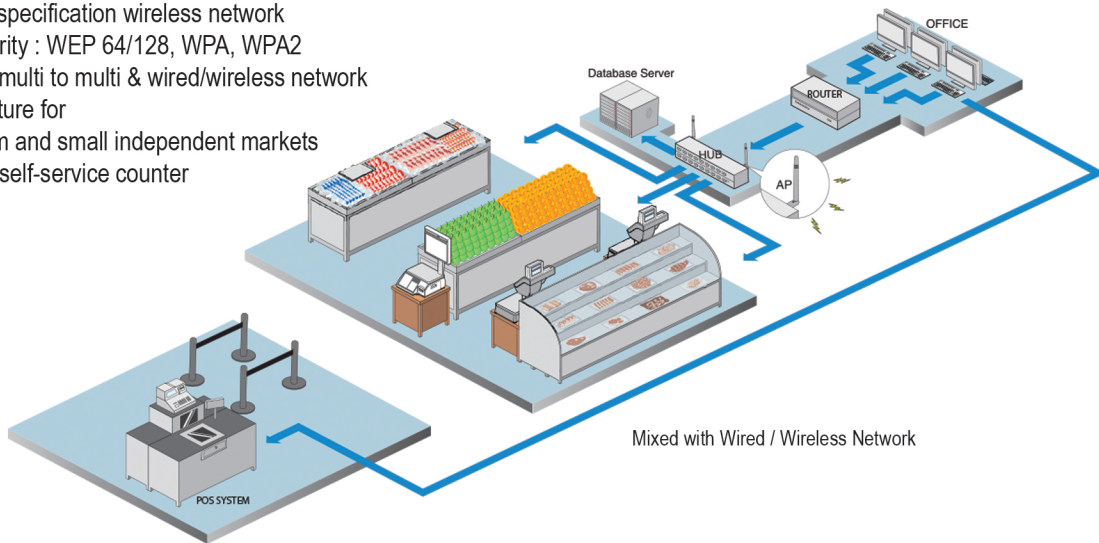 specification wireless network
rity : WEP 64/128, WPA, WPA2
multi to multi & wired/wireless network
ture for
m and small independent markets
self-service counter
OFFICE
Database Server
ROUTER
HUB
AP
Mixed with Wired / Wireless Network
POS SYSTEM